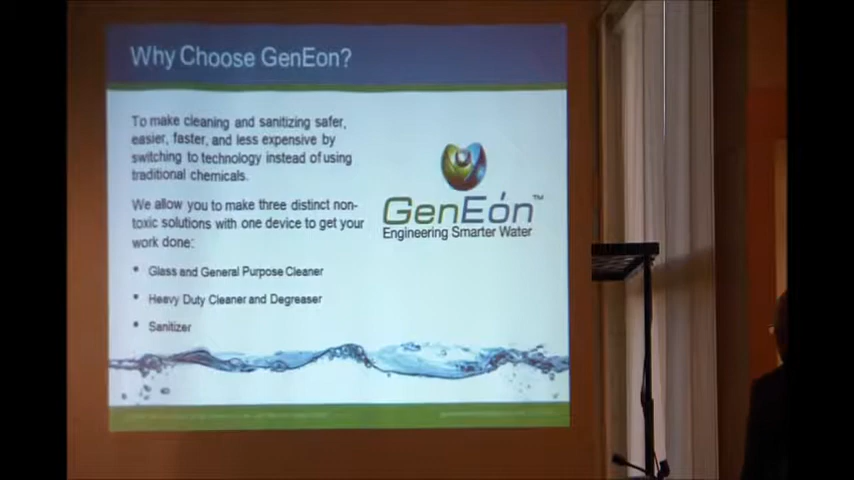 Why Choose GenEon?
To make cleaning and sanitizing safer,
easier, faster, and less expensive by
switching to technology instead of using
traditional chemicals.
We allow you to make three distinct non-
toxic solutions with one device to get your
work done:
• Glass and General Purpose Cleaner
• Heavy Duty Cleaner and Degreaser
• Sanitizer
GenEón™
Engineering Smarter Water